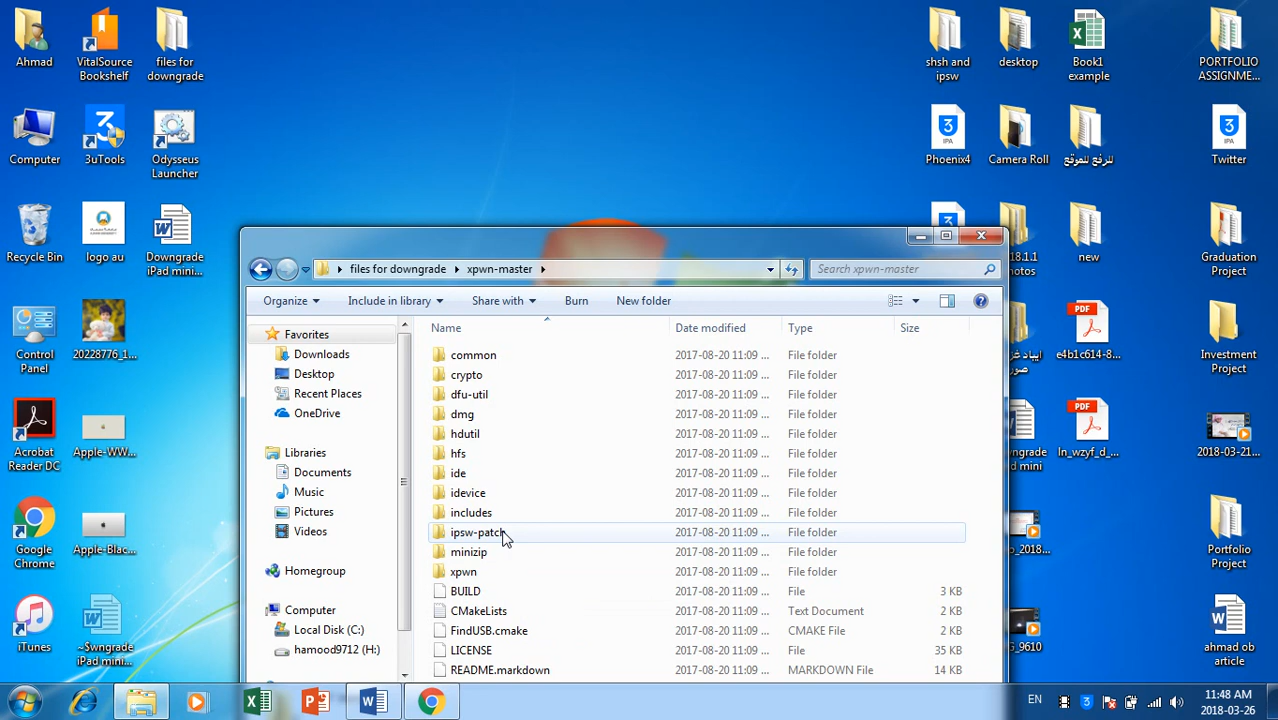 Ahmad
VitalSource
Bookshelf
files for
downgrade
Computer
3uTools
Odysseus
Launcher
Recycle Bin
logo au
Downgrade
iPad mini...
Control
Panel
20228776_1...
Acrobat
Reader DC
Apple-WW...
Google
Chrome
Apple-Blac...
iTunes
~$wngrade
iPad mini...
shsh and
ipsw
desktop
Book1
example
PORTFOLIO
ASSIGNME...
Phoenix4
Camera Roll
للرفع للموقع
Twitter
new
Graduation
Project
e4b1c614-8...
Investment
Project
ln_wzyf_d_...
2018-03-21...
Portfolio
Project
ahmad ob
article
files for downgrade
xpwn-master
Search xpwn-master
Organize
Include in library
Share with
Burn
New folder
Favorites
Downloads
Desktop
Recent Places
OneDrive
Libraries
Documents
Music
Pictures
Videos
Homegroup
Computer
Local Disk (C:)
hamood9712 (H:)
Name Date modified Type Size
common 2017-08-20 11:09 ... File folder
crypto 2017-08-20 11:09 ... File folder
dfu-util 2017-08-20 11:09 ... File folder
dmg 2017-08-20 11:09 ... File folder
hdutil 2017-08-20 11:09 ... File folder
hfs 2017-08-20 11:09 ... File folder
ide 2017-08-20 11:09 ... File folder
idevice 2017-08-20 11:09 ... File folder
includes 2017-08-20 11:09 ... File folder
ipsw-patch 2017-08-20 11:09 ... File folder
minizip 2017-08-20 11:09 ... File folder
xpwn 2017-08-20 11:09 ... File folder
BUILD 2017-08-20 11:09 ... File 3 KB
CMakeLists 2017-08-20 11:09 ... Text Document 2 KB
FindUSB.cmake 2017-08-20 11:09 ... CMAKE File 2 KB
LICENSE 2017-08-20 11:09 ... File 35 KB
README.markdown 2017-08-20 11:09 ... MARKDOWN File 14 KB
EN
11:48 AM
2018-03-26